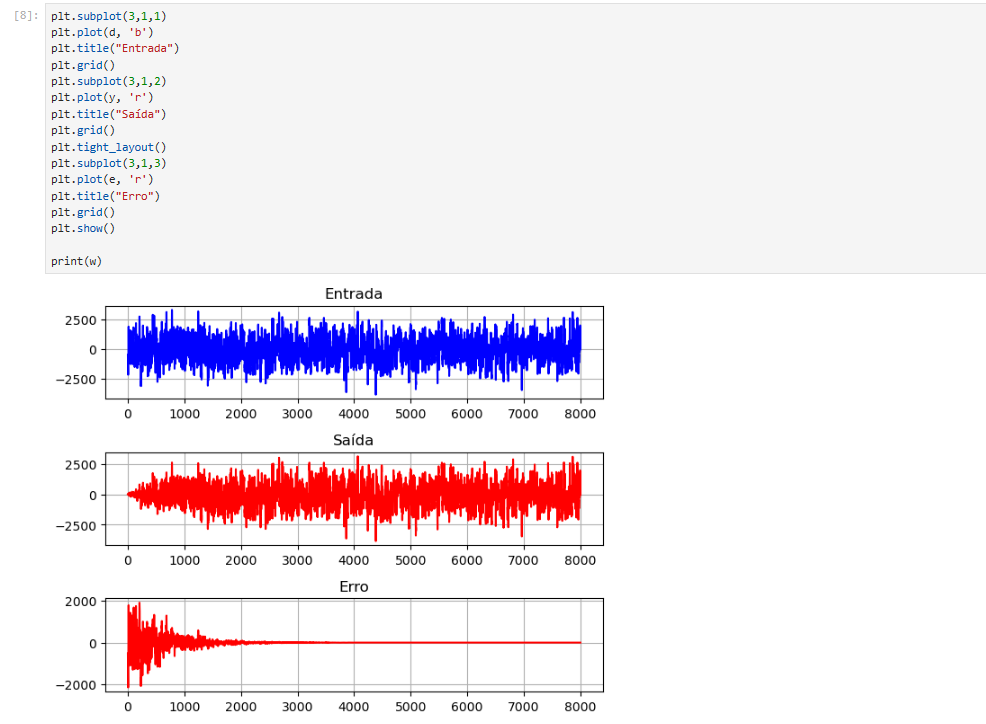 [8]: plt.subplot(3,1,1)
plt.plot(d, 'b')
plt.title("Entrada")
plt.grid()
plt.subplot(3,1,2)
plt.plot(y, 'r')
plt.title("Saída")
plt.grid()
plt.tight_layout()
plt.subplot(3,1,3)
plt.plot(e, 'r')
plt.title("Erro")
plt.grid()
plt.show()
print(w)
Entrada
2500
0
−2500
0 1000 2000 3000 4000 5000 6000 7000 8000
Saída
2500
0
−2500
0 1000 2000 3000 4000 5000 6000 7000 8000
Erro
2000
0
−2000
0 1000 2000 3000 4000 5000 6000 7000 8000